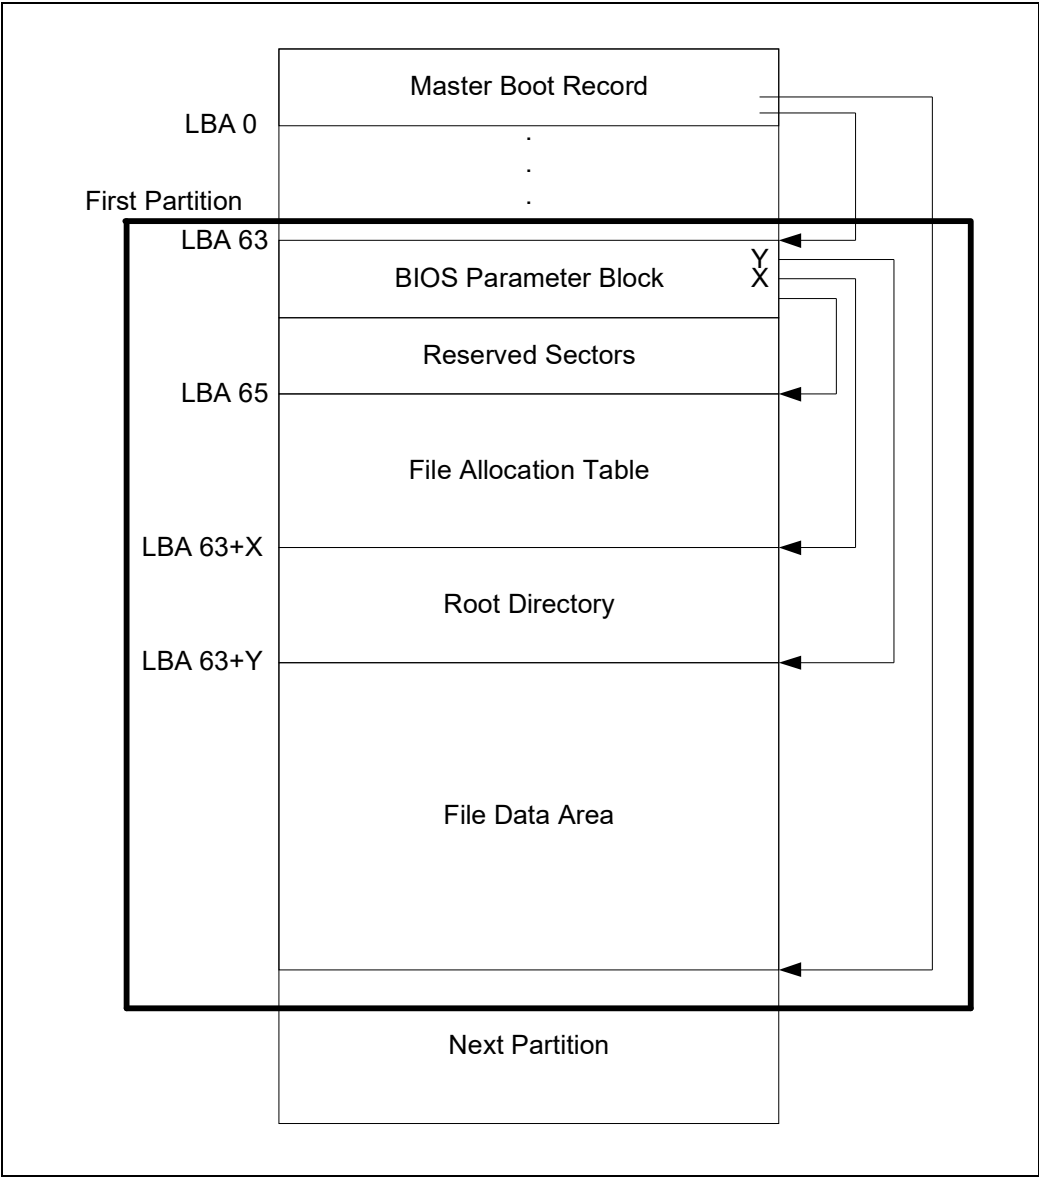 Master Boot Record
LBA 0
.
.
.
First Partition
LBA 63
Y
BIOS Parameter Block
X
Reserved Sectors
LBA 65
File Allocation Table
LBA 63+X
Root Directory
LBA 63+Y
File Data Area
Next Partition